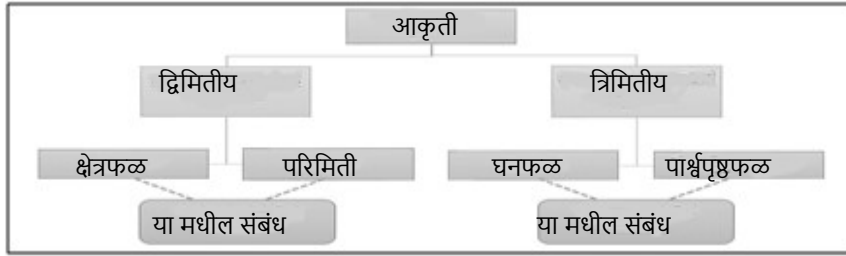 आकृती
द्विमितीय
त्रिमितीय
क्षेत्रफळ
परिमिती
घनफळ
पार्श्वपृष्ठफळ
या मधील संबंध
या मधील संबंध